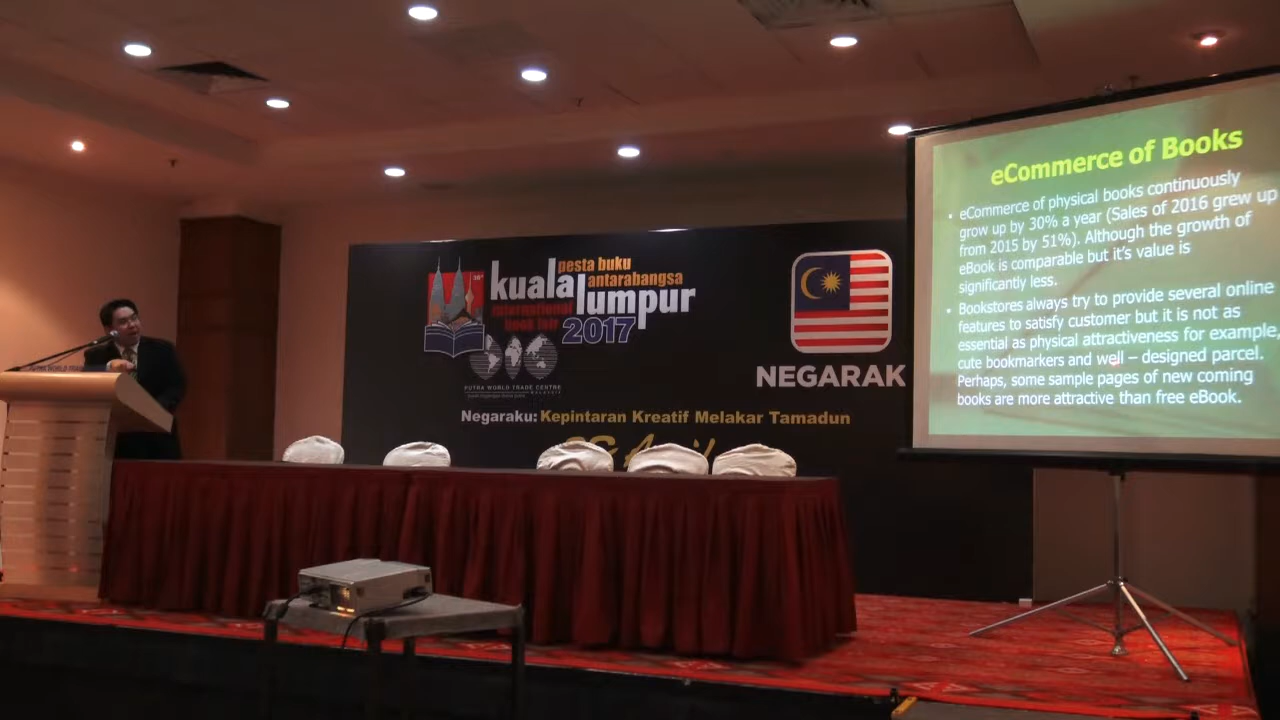 kuala lumpur
pesta buku
antarabangsa
international
book fair
2017
PUTRA WORLD TRADE CENTRE
MALAYSIA
NEGARAK
Negaraku: Kepintaran Kreatif Melakar Tamadun
eCommerce of Books
• eCommerce of physical books continuously
grow up by 30% a year (Sales of 2016 grew up
from 2015 by 51%). Although the growth of
eBook is comparable but it's value is
significantly less.
• Bookstores always try to provide several online
features to satisfy customer but it is not as
essential as physical attractiveness for example,
cute bookmarkers and well – designed parcel.
Perhaps, some sample pages of new coming
books are more attractive than free eBook.